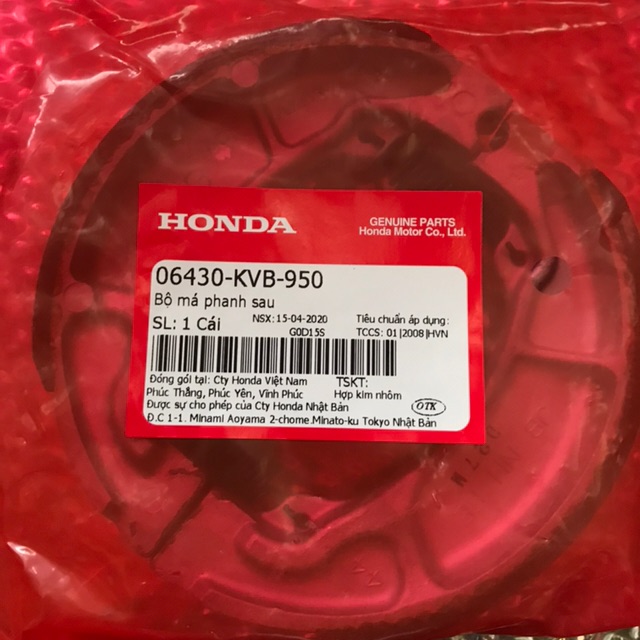 HONDA
GENUINE PARTS
Honda Motor Co., Ltd.
06430-KVB-950
Bộ má phanh sau
SL: 1 Cái
NSX: 15-04-2020
G0D15S
Tiêu chuẩn áp dụng:
TCCS: 01|2008|HVN
Đóng gói tại: Cty Honda Việt Nam
Phúc Thắng, Phúc Yên, Vĩnh Phúc
TSKT:
Hợp kim nhôm
Được sự cho phép của Cty Honda Nhật Bản
OTK
Đ.C 1-1. Minami Aoyama 2-chome.Minato-ku Tokyo Nhật Bản